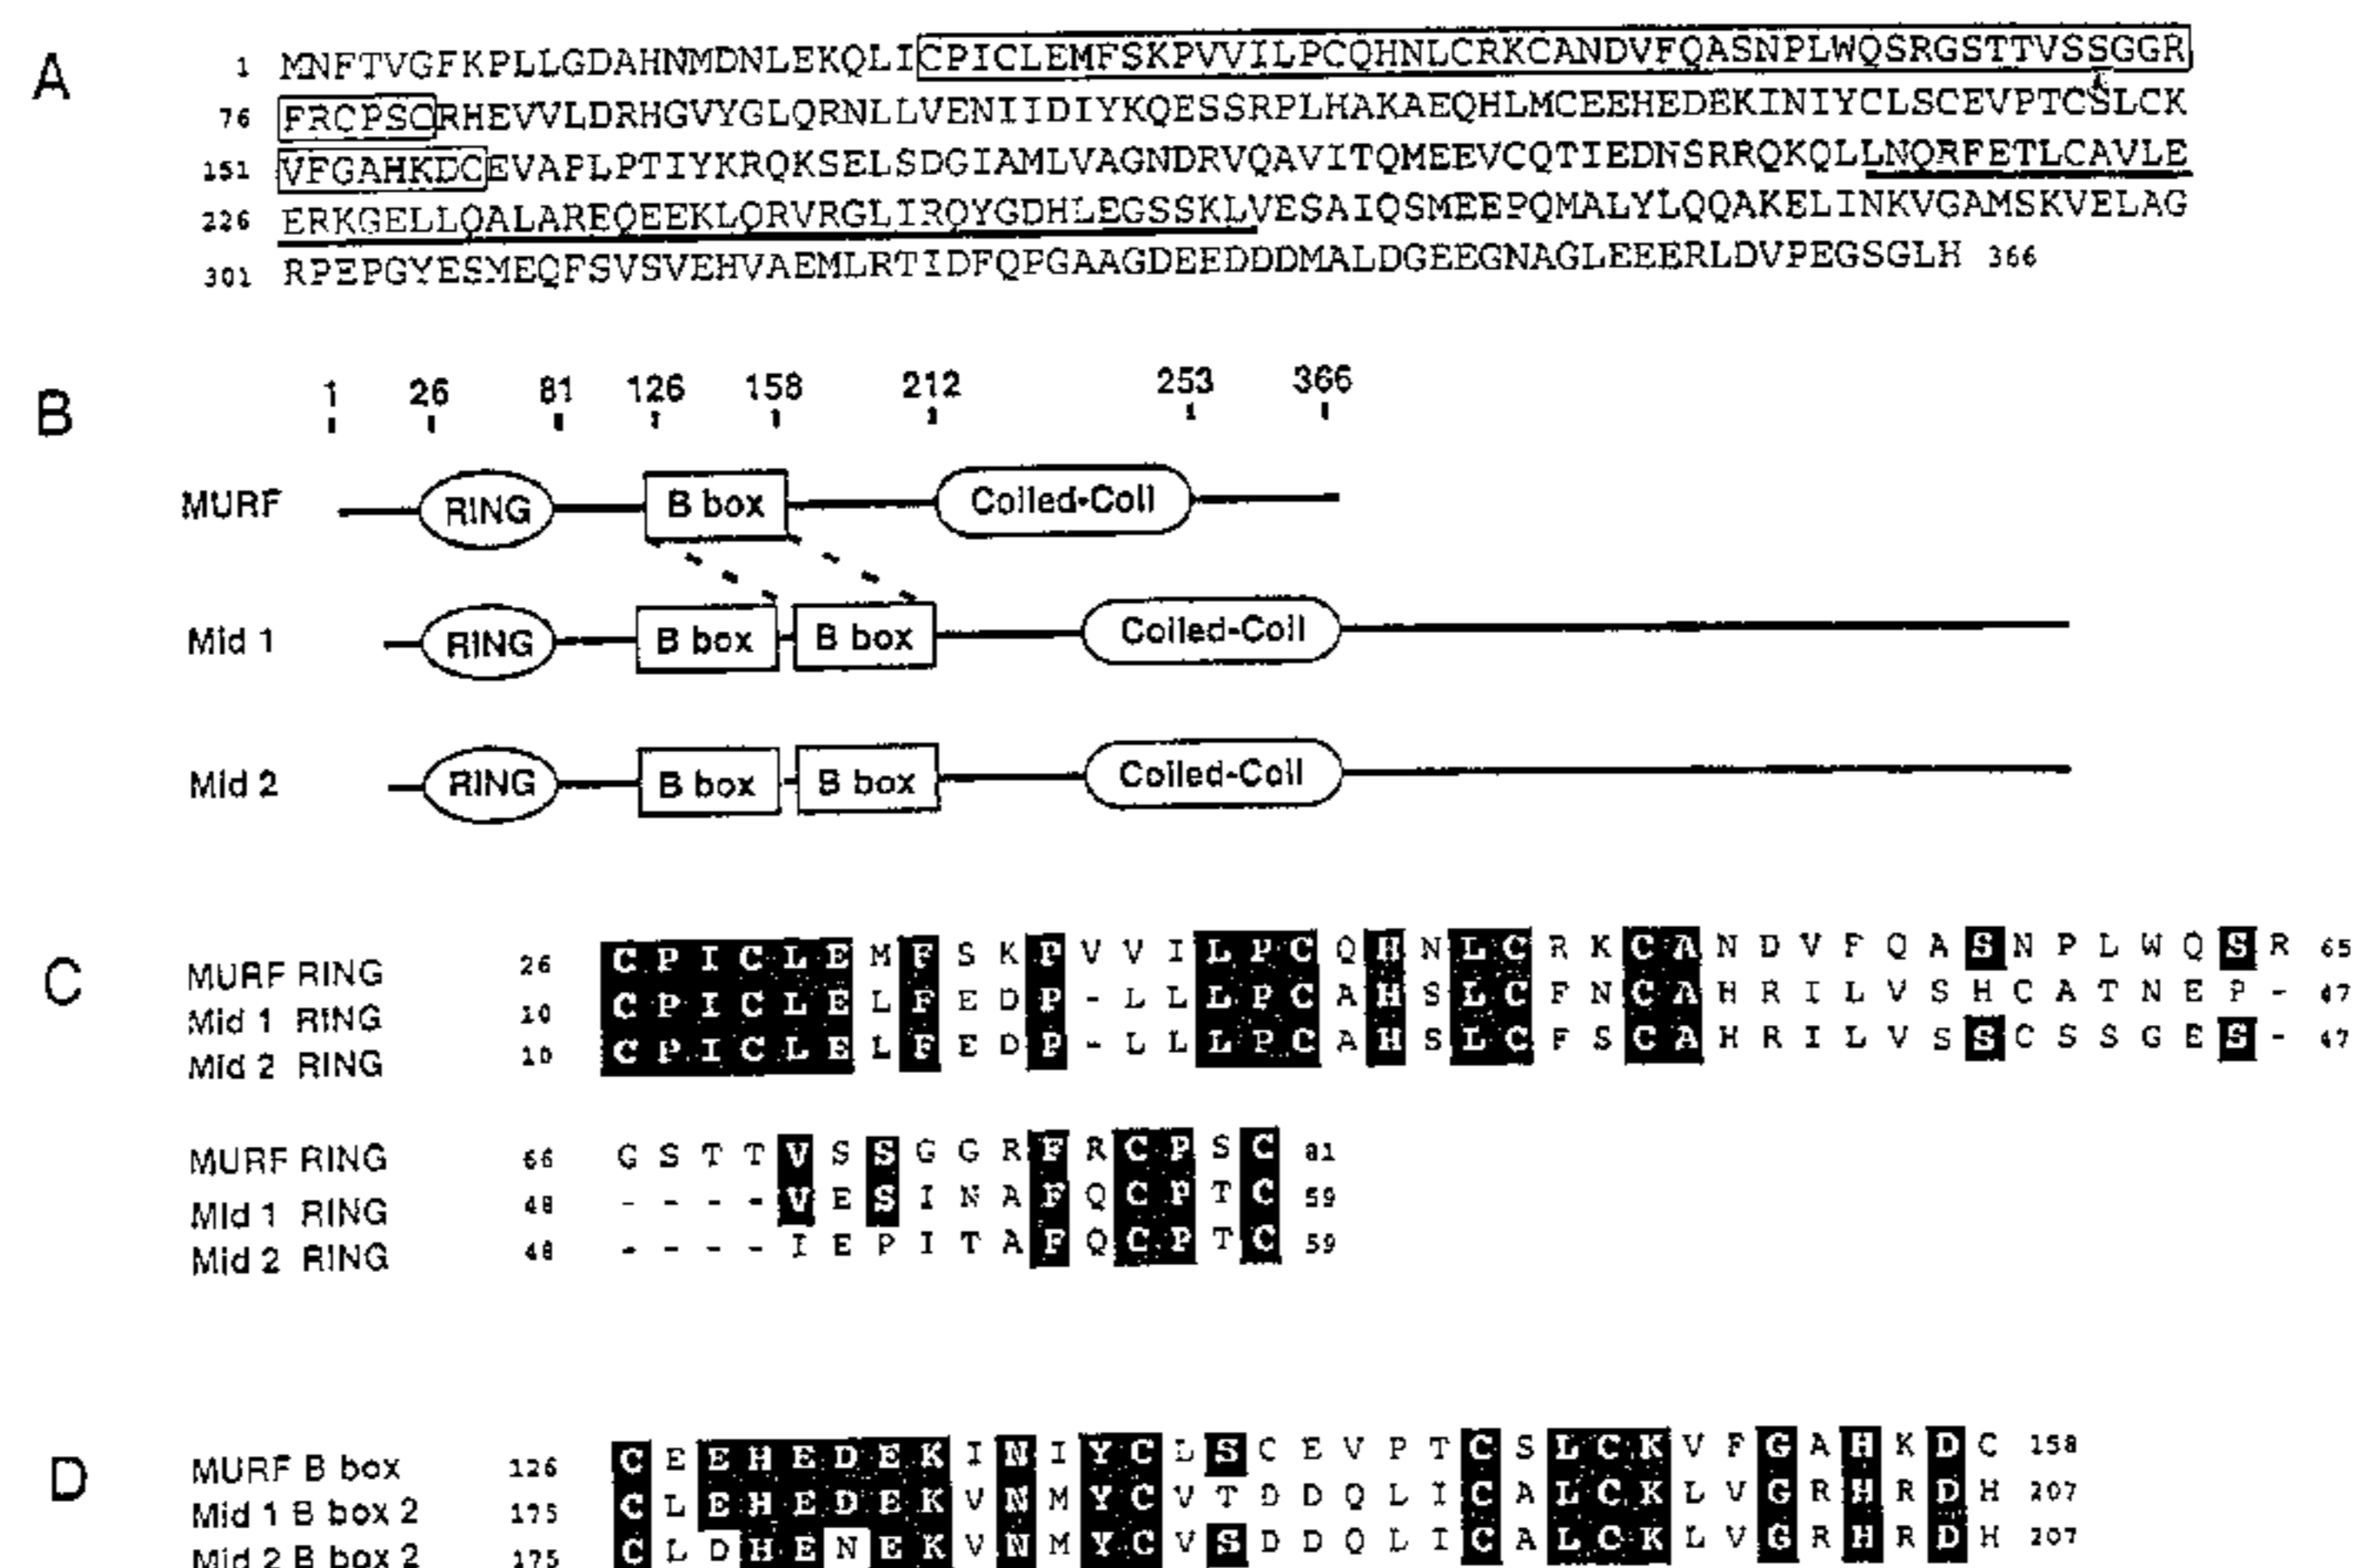 A
1 MNFTVGFKPLLGDAHNMDNLEKQLICPICLEMFSKPVVILPCQHNLCRKCANDVFQASNPLWQSRGSTTVSSGGR
76 FRCPSCRHEVVLDRHGVYGLQRNLLVENIIDIYKQESSRPLHAKAEQHLMCEEHEDEKINIYCLSCEVPTCSLCK
151 VFGAHKDCEVAPLPTIYKRQKSELSDGIAMLVAGNDRVQAVITQMEEVCQTIEDNSRRQKQLLNQRFETLCAVLE
226 ERKGELLQALAREQEEKLQRVRGLIRQYGDHLEGSSKLVESAIQSMEEPQMALYLQQAKELINKVGAMSKVELAG
301 RPEPGYESMEQFSVSVEHVAEMLRTIDFQPGAAGDEEDDDMALDGEEGNAGLEEERLDVPEGSGLH 366
B
1 26 81 126 158 212 253 366
MURF RING B box Coiled-Coil
Mid 1 RING B box B box Coiled-Coil
Mid 2 RING B box B box Coiled-Coil
C
MURF RING 26 C P I C L E M F S K P V V I L P C Q H N L C R K C A N D V F Q A S N P L W Q S R 65
Mid 1 RING 10 C P I C L E L F E D P - L L L P C A H S L C F N C A H R I L V S H C A T N E P - 47
Mid 2 RING 10 C P I C L E L F E D P - L L L P C A H S L C F S C A H R I L V S S C S S G E S - 47
MURF RING 66 G S T T V S S G G R F R C P S C 81
Mid 1 RING 48 - - - - V E S I N A F Q C P T C 59
Mid 2 RING 48 - - - - I E P I T A F Q C P T C 59
D
MURF B box 126 C E E H E D E K I N I Y C L S C E V P T C S L C K V F G A H K D C 158
Mid 1 B box 2 175 C L E H E D E K V N M Y C V T D D Q L I C A L C K L V G R H R D H 207
Mid 2 B box 2 175 C L D H E N E K V N M Y C V S D D Q L I C A L C K L V G R H R D H 207